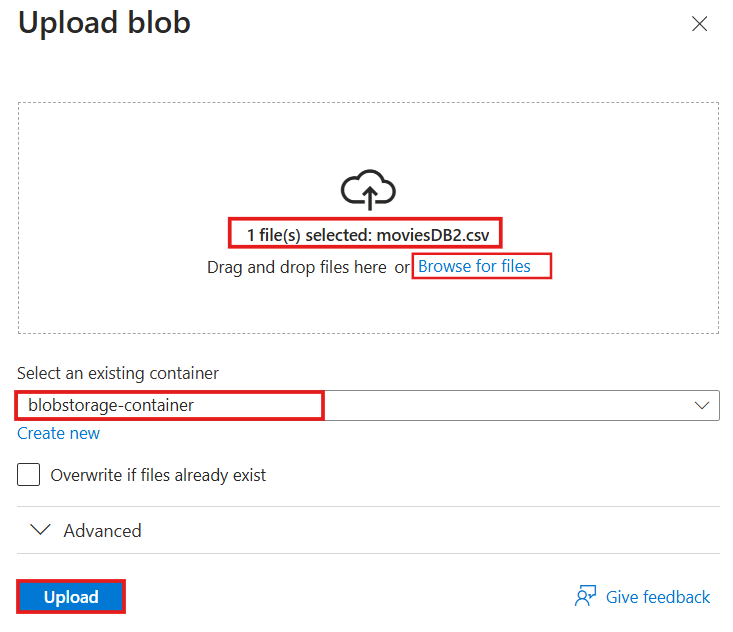 Upload blob
1 file(s) selected: moviesDB2.csv
Drag and drop files here or Browse for files
Select an existing container
blobstorage-container
Create new
Overwrite if files already exist
Advanced
Upload
Give feedback